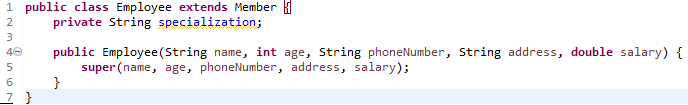 1 public class Employee extends Member {
2     private String specialization;
3
4     public Employee(String name, int age, String phoneNumber, String address, double salary) {
5         super(name, age, phoneNumber, address, salary);
6     }
7 }